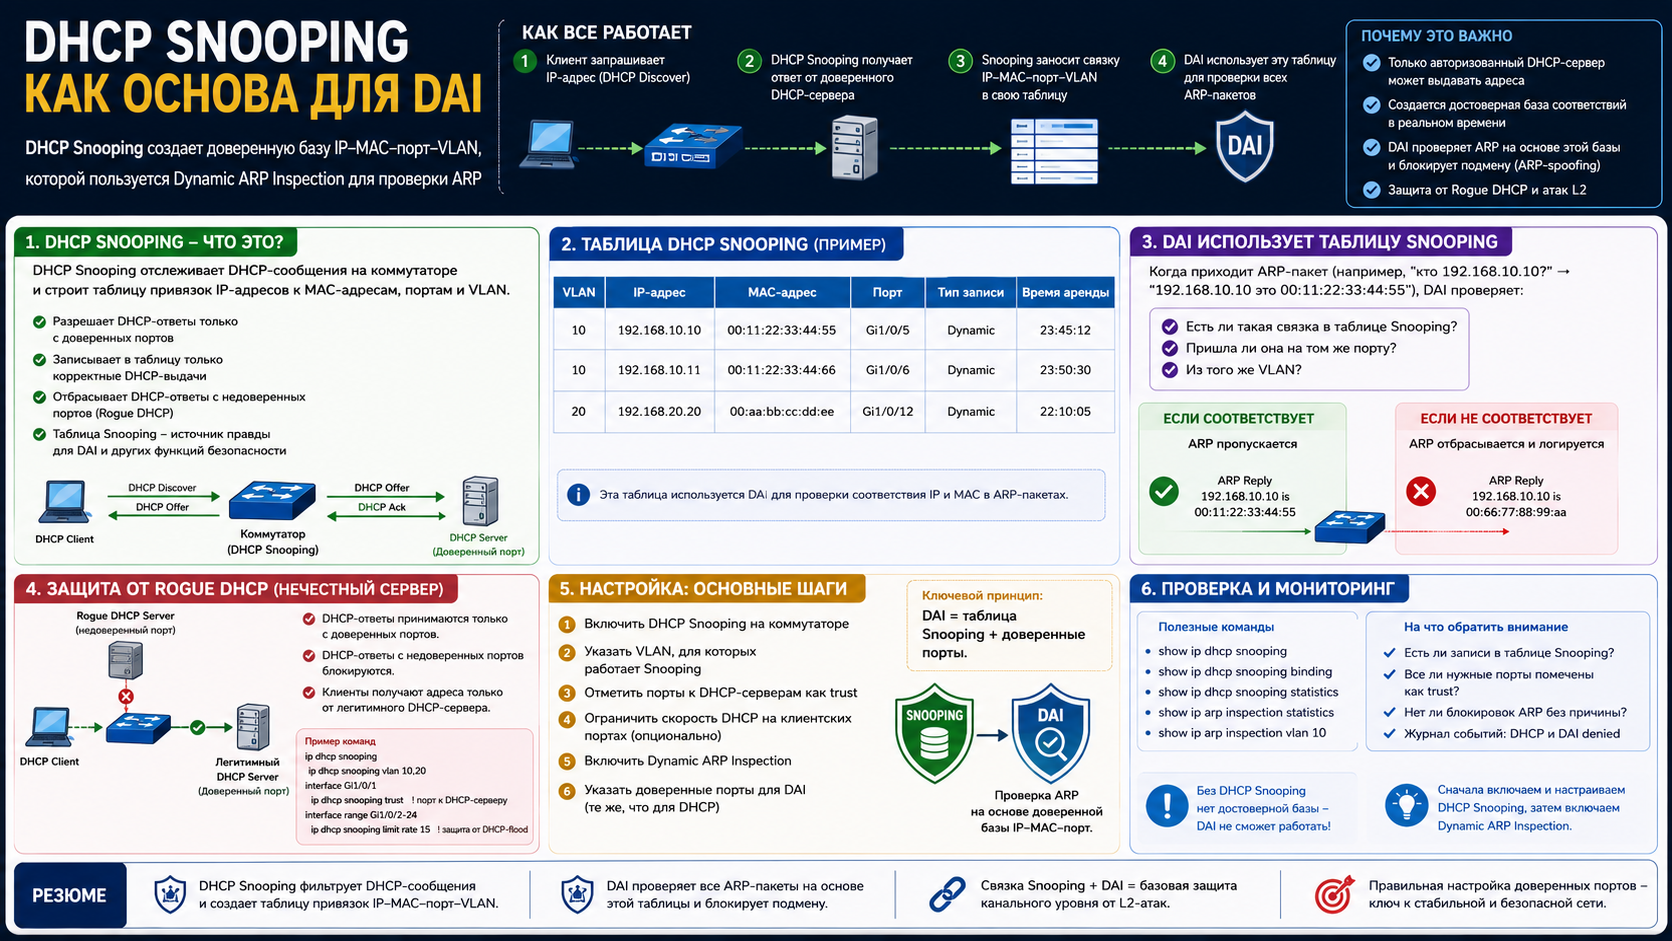 DHCP SNOOPING
КАК ОСНОВА ДЛЯ DAI
DHCP Snooping создает доверенную базу IP–MAC–порт–VLAN,
которой пользуется Dynamic ARP Inspection для проверки ARP
КАК ВСЕ РАБОТАЕТ
1
Клиент запрашивает
IP-адрес (DHCP Discover)
2
DHCP Snooping получает
ответ от доверенного
DHCP-сервера
3
Snooping заносит связку
IP–MAC–порт–VLAN
в свою таблицу
4
DAI использует эту таблицу
для проверки всех
ARP-пакетов
DAI
ПОЧЕМУ ЭТО ВАЖНО
Только авторизованный DHCP-сервер
может выдавать адреса
Создается достоверная база соответствий
в реальном времени
DAI проверяет ARP на основе этой базы
и блокирует подмену (ARP-spoofing)
Защита от Rogue DHCP и атак L2
1. DHCP SNOOPING – ЧТО ЭТО?
DHCP Snooping отслеживает DHCP-сообщения на коммутаторе
и строит таблицу привязок IP-адресов к MAC-адресам, портам и VLAN.
Разрешает DHCP-ответы только
с доверенных портов
Записывает в таблицу только
корректные DHCP-выдачи
Отбрасывает DHCP-ответы с недоверенных
портов (Rogue DHCP)
Таблица Snooping – источник правды
для DAI и других функций безопасности
DHCP Discover
DHCP Offer
DHCP Offer
DHCP Ack
DHCP Client
Коммутатор
(DHCP Snooping)
DHCP Server
(Доверенный порт)
2. ТАБЛИЦА DHCP SNOOPING (ПРИМЕР)
VLAN IP-адрес MAC-адрес Порт Тип записи Время аренды
10 192.168.10.10 00:11:22:33:44:55 Gi1/0/5 Dynamic 23:45:12
10 192.168.10.11 00:11:22:33:44:66 Gi1/0/6 Dynamic 23:50:30
20 192.168.20.20 00:aa:bb:cc:dd:ee Gi1/0/12 Dynamic 22:10:05
Эта таблица используется DAI для проверки соответствия IP и MAC в ARP-пакетах.
3. DAI ИСПОЛЬЗУЕТ ТАБЛИЦУ SNOOPING
Когда приходит ARP-пакет (например, "кто 192.168.10.10?" →
"192.168.10.10 это 00:11:22:33:44:55"), DAI проверяет:
Есть ли такая связка в таблице Snooping?
Пришла ли она на том же порту?
Из того же VLAN?
ЕСЛИ СООТВЕТСТВУЕТ
ARP пропускается
ARP Reply
192.168.10.10 is
00:11:22:33:44:55
ЕСЛИ НЕ СООТВЕТСТВУЕТ
ARP отбрасывается и логируется
ARP Reply
192.168.10.10 is
00:66:77:88:99:aa
4. ЗАЩИТА ОТ ROGUE DHCP (НЕЧЕСТНЫЙ СЕРВЕР)
Rogue DHCP Server
(недоверенный порт)
DHCP Client
Легитимный
DHCP Server
(Доверенный порт)
DHCP-ответы принимаются только
с доверенных портов.
DHCP-ответы с недоверенных портов
блокируются.
Клиенты получают адреса только
от легитимного DHCP-сервера.
Пример команд
ip dhcp snooping
ip dhcp snooping vlan 10,20
interface Gi1/0/1
ip dhcp snooping trust ! порт к DHCP-серверу
interface range Gi1/0/2-24
ip dhcp snooping limit rate 15 ! защита от DHCP-flood
5. НАСТРОЙКА: ОСНОВНЫЕ ШАГИ
1 Включить DHCP Snooping на коммутаторе
2 Указать VLAN, для которых
работает Snooping
3 Отметить порты к DHCP-серверам как trust
4 Ограничить скорость DHCP на клиентских
портах (опционально)
5 Включить Dynamic ARP Inspection
6 Указать доверенные порты для DAI
(те же, что для DHCP)
Ключевой принцип:
DAI = таблица
Snooping + доверенные
порты.
SNOOPING
DAI
Проверка ARP
на основе доверенной
базы IP–MAC–порт.
6. ПРОВЕРКА И МОНИТОРИНГ
Полезные команды
• show ip dhcp snooping
• show ip dhcp snooping binding
• show ip dhcp snooping statistics
• show ip arp inspection statistics
• show ip arp inspection vlan 10
На что обратить внимание
Есть ли записи в таблице Snooping?
Все ли нужные порты помечены
как trust?
Нет ли блокировок ARP без причины?
Журнал событий: DHCP и DAI denied
Без DHCP Snooping
нет достоверной базы –
DAI не сможет работать!
Сначала включаем и настраиваем
DHCP Snooping, затем включаем
Dynamic ARP Inspection.
РЕЗЮМЕ
DHCP Snooping фильтрует DHCP-сообщения
и создает таблицу привязок IP–MAC–порт–VLAN.
DAI проверяет все ARP-пакеты на основе
этой таблицы и блокирует подмену.
Связка Snooping + DAI = базовая защита
канального уровня от L2-атак.
Правильная настройка доверенных портов –
ключ к стабильной и безопасной сети.